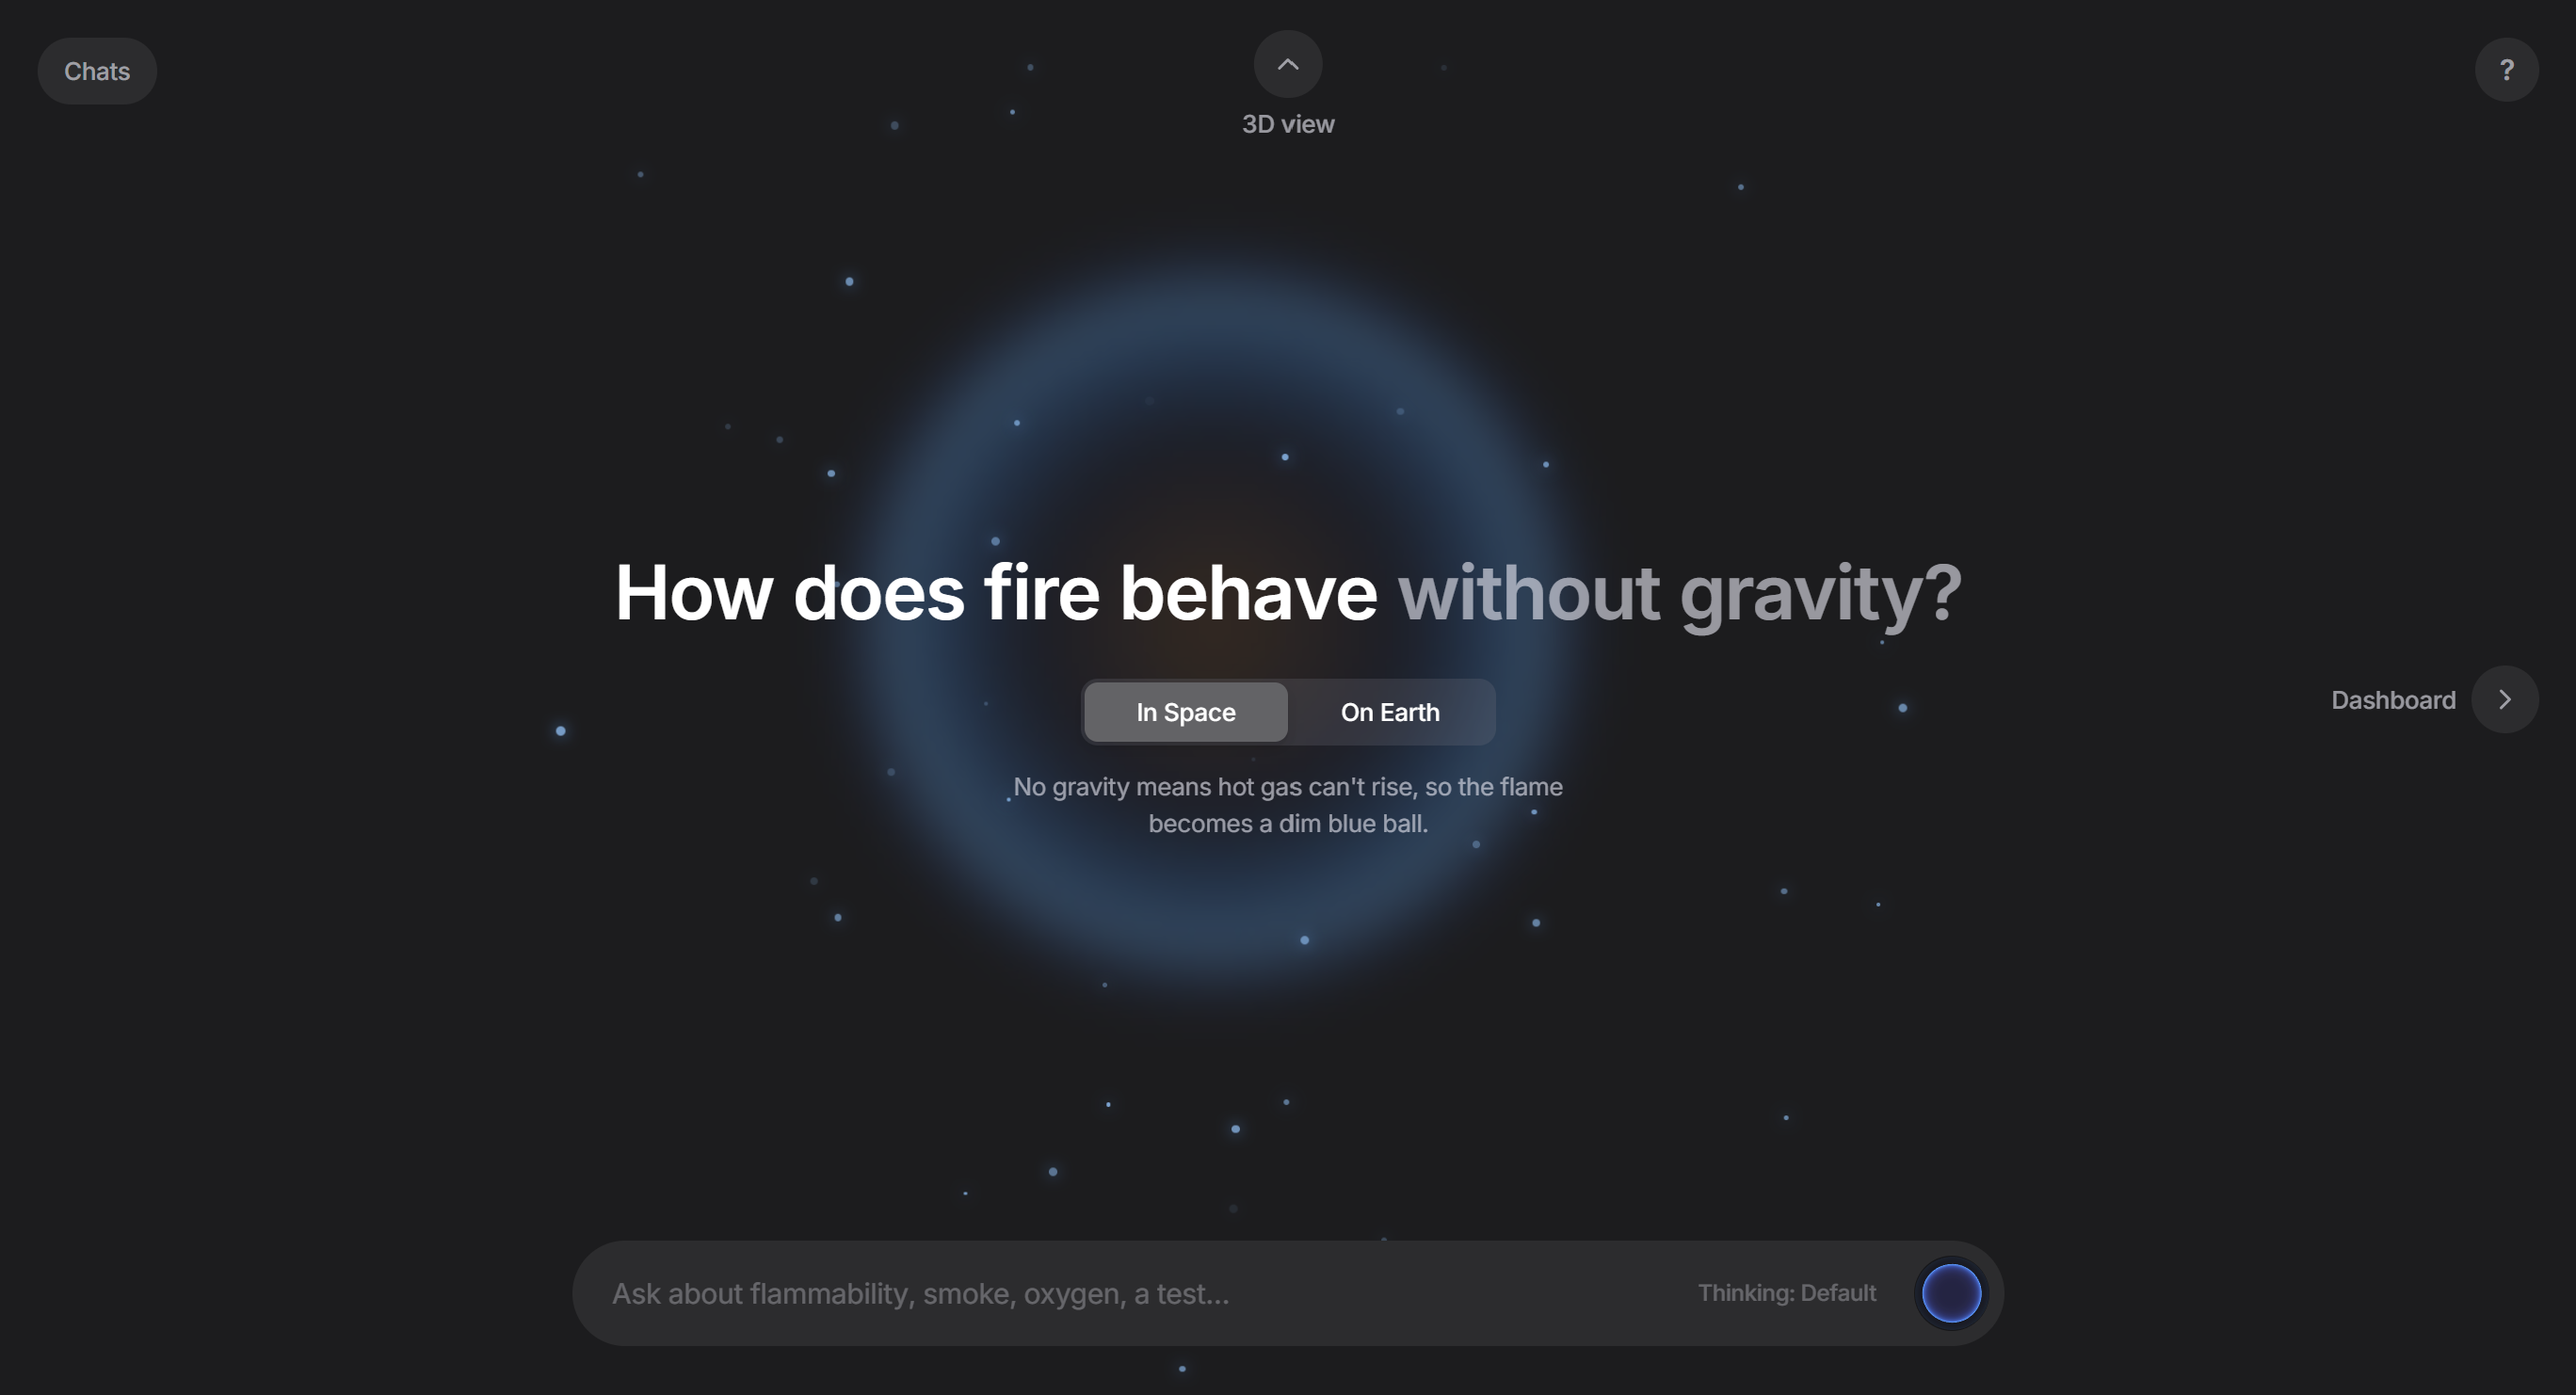 Chats
3D view
?
How does fire behave without gravity?
In Space
On Earth
No gravity means hot gas can't rise, so the flame
becomes a dim blue ball.
Dashboard
Ask about flammability, smoke, oxygen, a test...
Thinking: Default